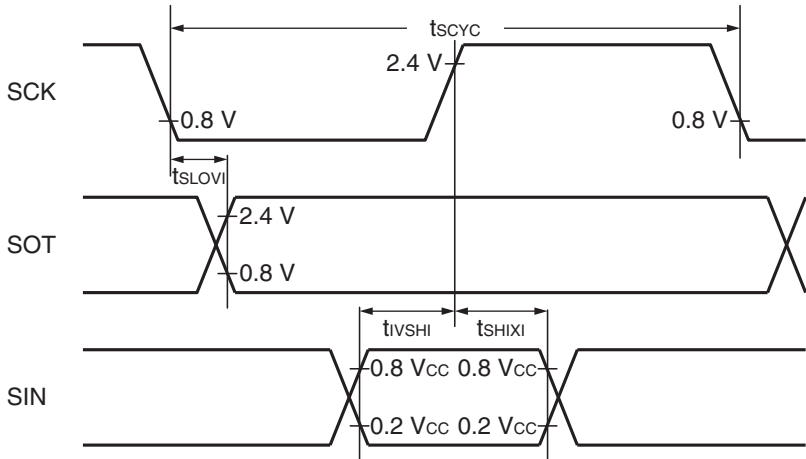 tSCYC
SCK
2.4 V
0.8 V
0.8 V
tSLOVI
SOT
2.4 V
0.8 V
tIVSHI
tSHIXI
SIN
0.8 VCC
0.8 VCC
0.2 VCC
0.2 VCC